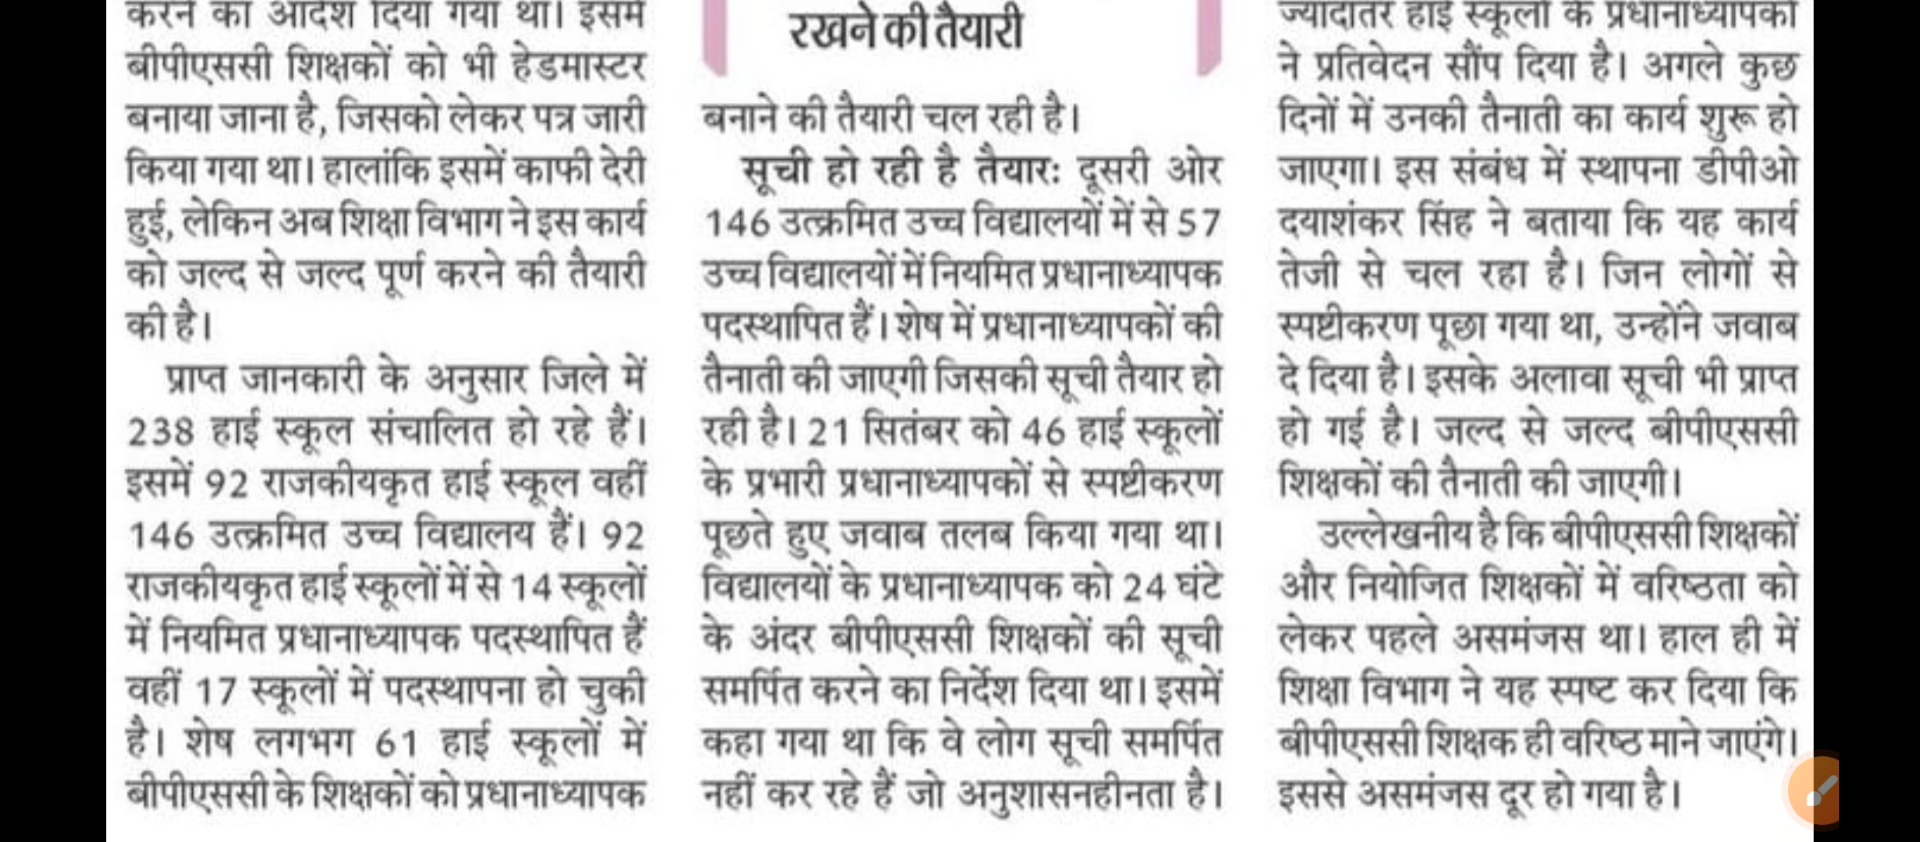 करने का आदेश दिया गया था। इसमें
बीपीएससी शिक्षकों को भी हेडमास्टर
बनाया जाना है, जिसको लेकर पत्र जारी
किया गया था। हालांकि इसमें काफी देरी
हुई, लेकिन अब शिक्षा विभाग ने इस कार्य
को जल्द से जल्द पूर्ण करने की तैयारी
की है।
प्राप्त जानकारी के अनुसार जिले में
238 हाई स्कूल संचालित हो रहे हैं।
इसमें 92 राजकीयकृत हाई स्कूल वहीं
146 उत्क्रमित उच्च विद्यालय हैं। 92
राजकीयकृत हाई स्कूलों में से 14 स्कूलों
में नियमित प्रधानाध्यापक पदस्थापित हैं
वहीं 17 स्कूलों में पदस्थापना हो चुकी
है। शेष लगभग 61 हाई स्कूलों में
बीपीएससी के शिक्षकों को प्रधानाध्यापक
रखने की तैयारी
बनाने की तैयारी चल रही है।
सूची हो रही है तैयारः दूसरी ओर
146 उत्क्रमित उच्च विद्यालयों में से 57
उच्च विद्यालयों में नियमित प्रधानाध्यापक
पदस्थापित हैं। शेष में प्रधानाध्यापकों की
तैनाती की जाएगी जिसकी सूची तैयार हो
रही है। 21 सितंबर को 46 हाई स्कूलों
के प्रभारी प्रधानाध्यापकों से स्पष्टीकरण
पूछते हुए जवाब तलब किया गया था।
विद्यालयों के प्रधानाध्यापक को 24 घंटे
के अंदर बीपीएससी शिक्षकों की सूची
समर्पित करने का निर्देश दिया था। इसमें
कहा गया था कि वे लोग सूची समर्पित
नहीं कर रहे हैं जो अनुशासनहीनता है।
ज्यादातर हाई स्कूलों के प्रधानाध्यापकों
ने प्रतिवेदन सौंप दिया है। अगले कुछ
दिनों में उनकी तैनाती का कार्य शुरू हो
जाएगा। इस संबंध में स्थापना डीपीओ
दयाशंकर सिंह ने बताया कि यह कार्य
तेजी से चल रहा है। जिन लोगों से
स्पष्टीकरण पूछा गया था, उन्होंने जवाब
दे दिया है। इसके अलावा सूची भी प्राप्त
हो गई है। जल्द से जल्द बीपीएससी
शिक्षकों की तैनाती की जाएगी।
उल्लेखनीय है कि बीपीएससी शिक्षकों
और नियोजित शिक्षकों में वरिष्ठता को
लेकर पहले असमंजस था। हाल ही में
शिक्षा विभाग ने यह स्पष्ट कर दिया कि
बीपीएससी शिक्षक ही वरिष्ठ माने जाएंगे।
इससे असमंजस दूर हो गया है।